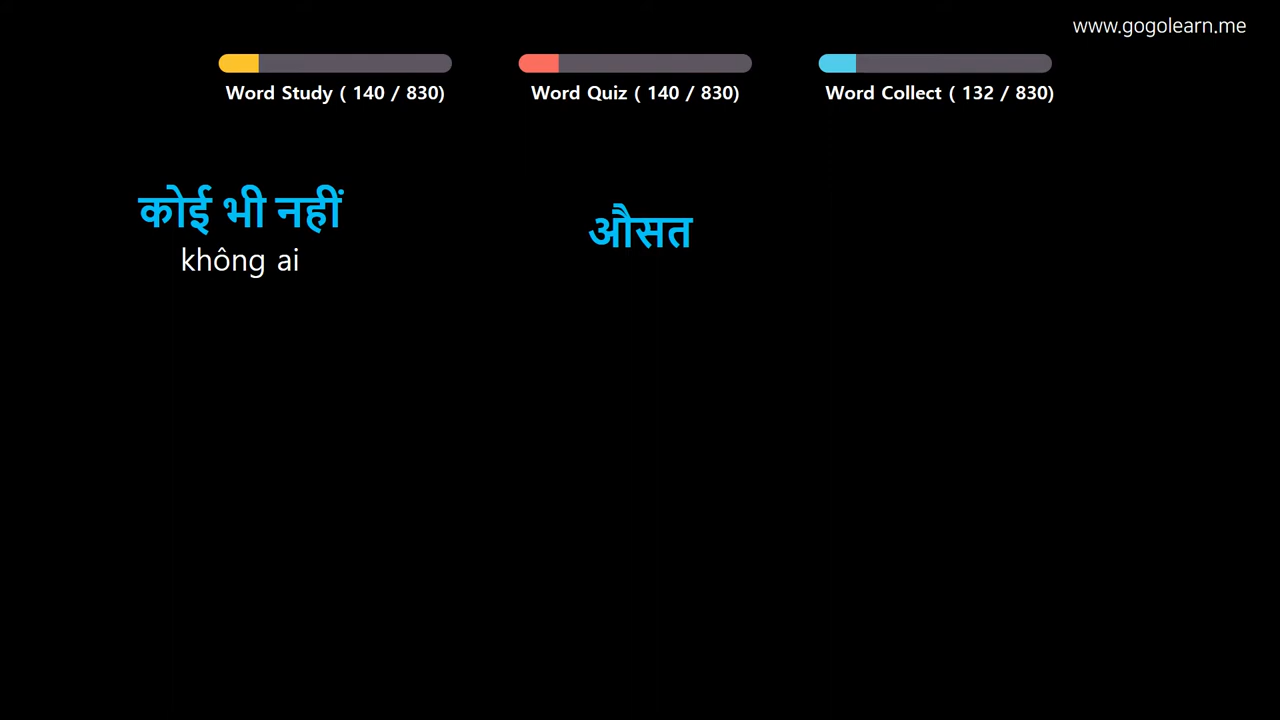 www.gogolearn.me
Word Study ( 140 / 830)
Word Quiz ( 140 / 830)
Word Collect ( 132 / 830)
कोई भी नहीं
không ai
औसत